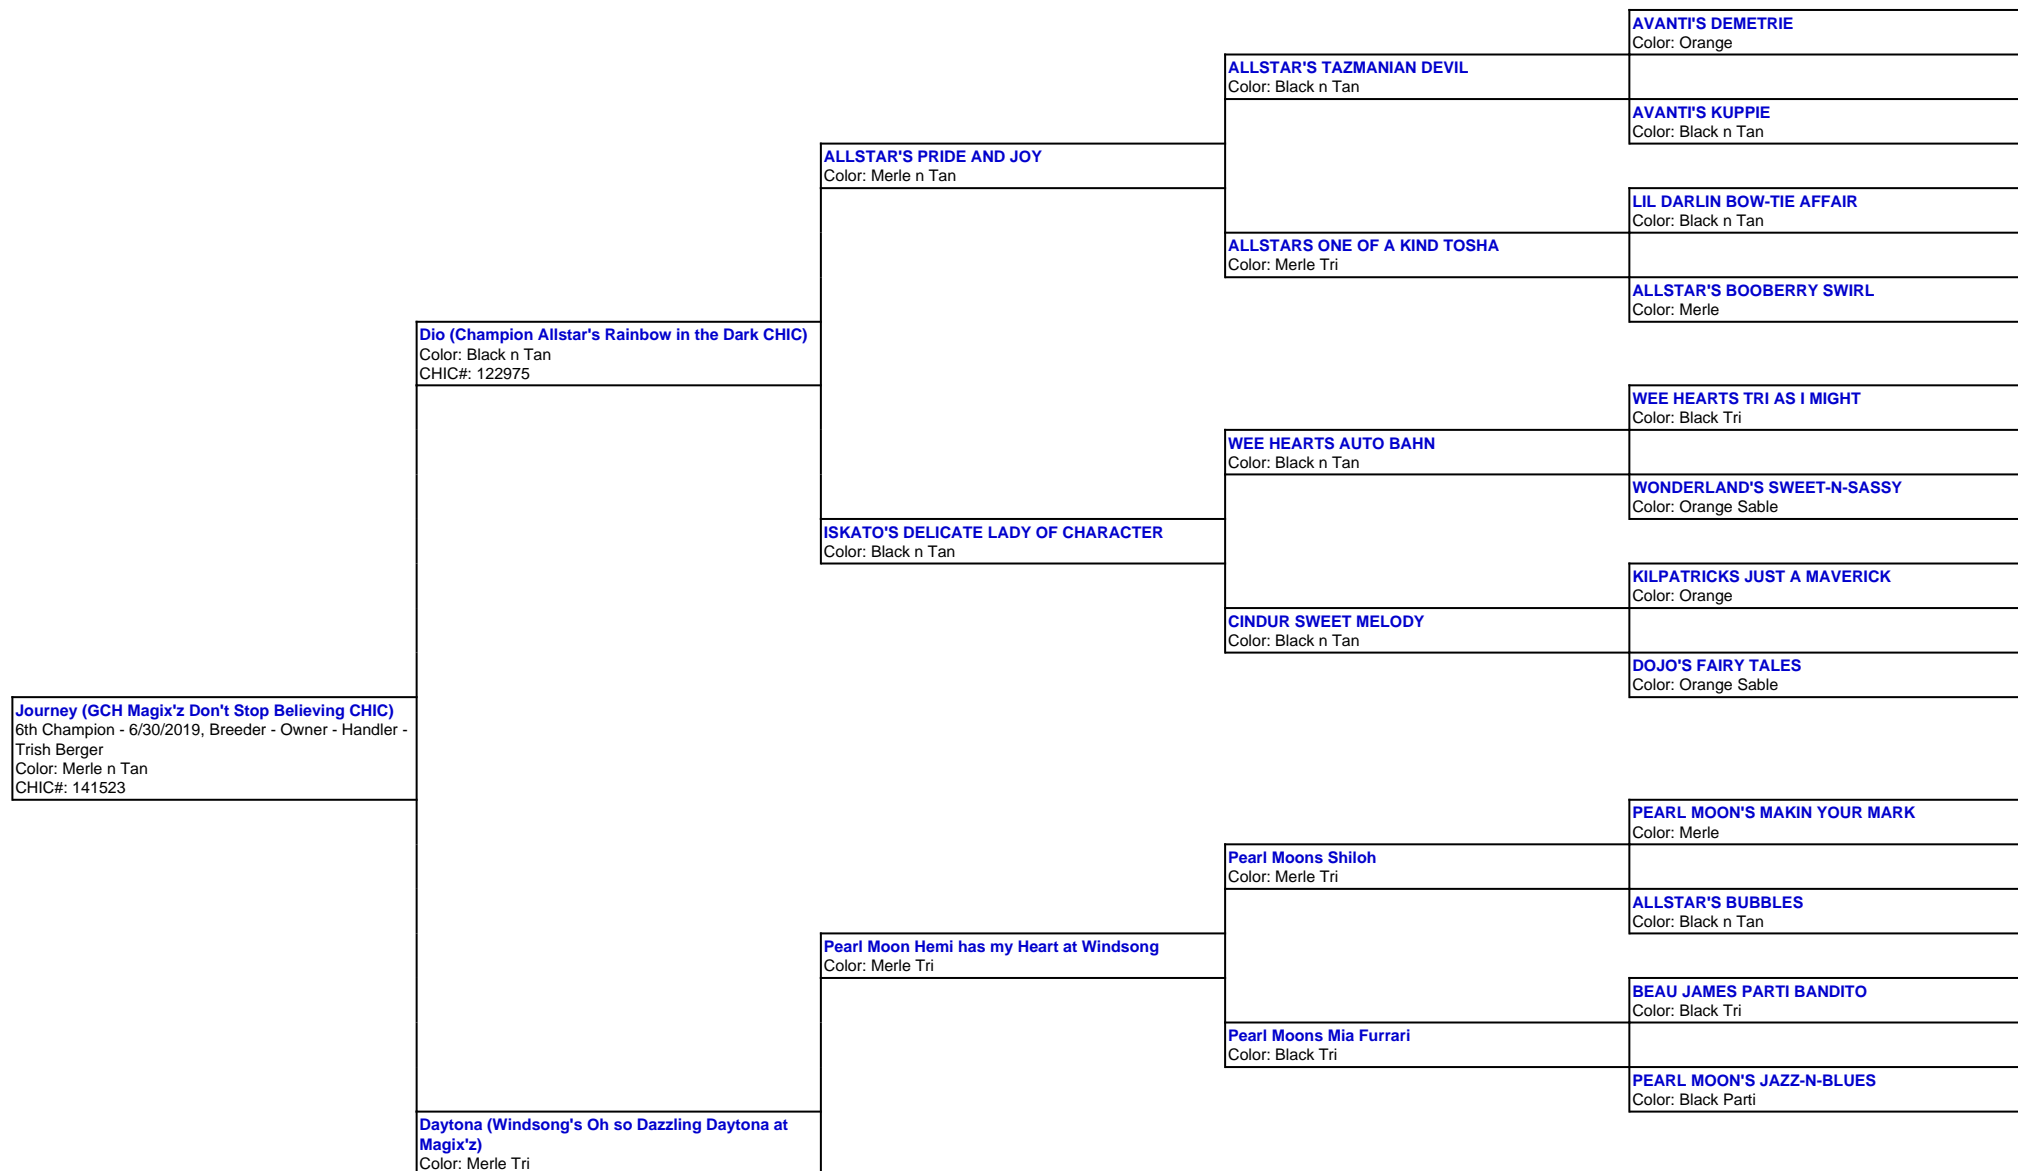 AVANTI'S DEMETRIE
Color: Orange
ALLSTAR'S TAZMANIAN DEVIL
Color: Black n Tan
AVANTI'S KUPPIE
Color: Black n Tan
ALLSTAR'S PRIDE AND JOY
Color: Merle n Tan
LIL DARLIN BOW-TIE AFFAIR
Color: Black n Tan
ALLSTARS ONE OF A KIND TOSHA
Color: Merle Tri
ALLSTAR'S BOOBERRY SWIRL
Color: Merle
Dio (Champion Allstar's Rainbow in the Dark CHIC)
Color: Black n Tan
CHIC#: 122975
WEE HEARTS TRI AS I MIGHT
Color: Black Tri
WEE HEARTS AUTO BAHN
Color: Black n Tan
WONDERLAND'S SWEET-N-SASSY
Color: Orange Sable
ISKATO'S DELICATE LADY OF CHARACTER
Color: Black n Tan
KILPATRICKS JUST A MAVERICK
Color: Orange
CINDUR SWEET MELODY
Color: Black n Tan
DOJO'S FAIRY TALES
Color: Orange Sable
Journey (GCH Magix'z Don't Stop Believing CHIC)
6th Champion - 6/30/2019, Breeder - Owner - Handler -
Trish Berger
Color: Merle n Tan
CHIC#: 141523
PEARL MOON'S MAKIN YOUR MARK
Color: Merle
Pearl Moons Shiloh
Color: Merle Tri
ALLSTAR'S BUBBLES
Color: Black n Tan
Pearl Moon Hemi has my Heart at Windsong
Color: Merle Tri
BEAU JAMES PARTI BANDITO
Color: Black Tri
Pearl Moons Mia Furrari
Color: Black Tri
PEARL MOON'S JAZZ-N-BLUES
Color: Black Parti
Daytona (Windsong's Oh so Dazzling Daytona at
Magix'z)
Color: Merle Tri